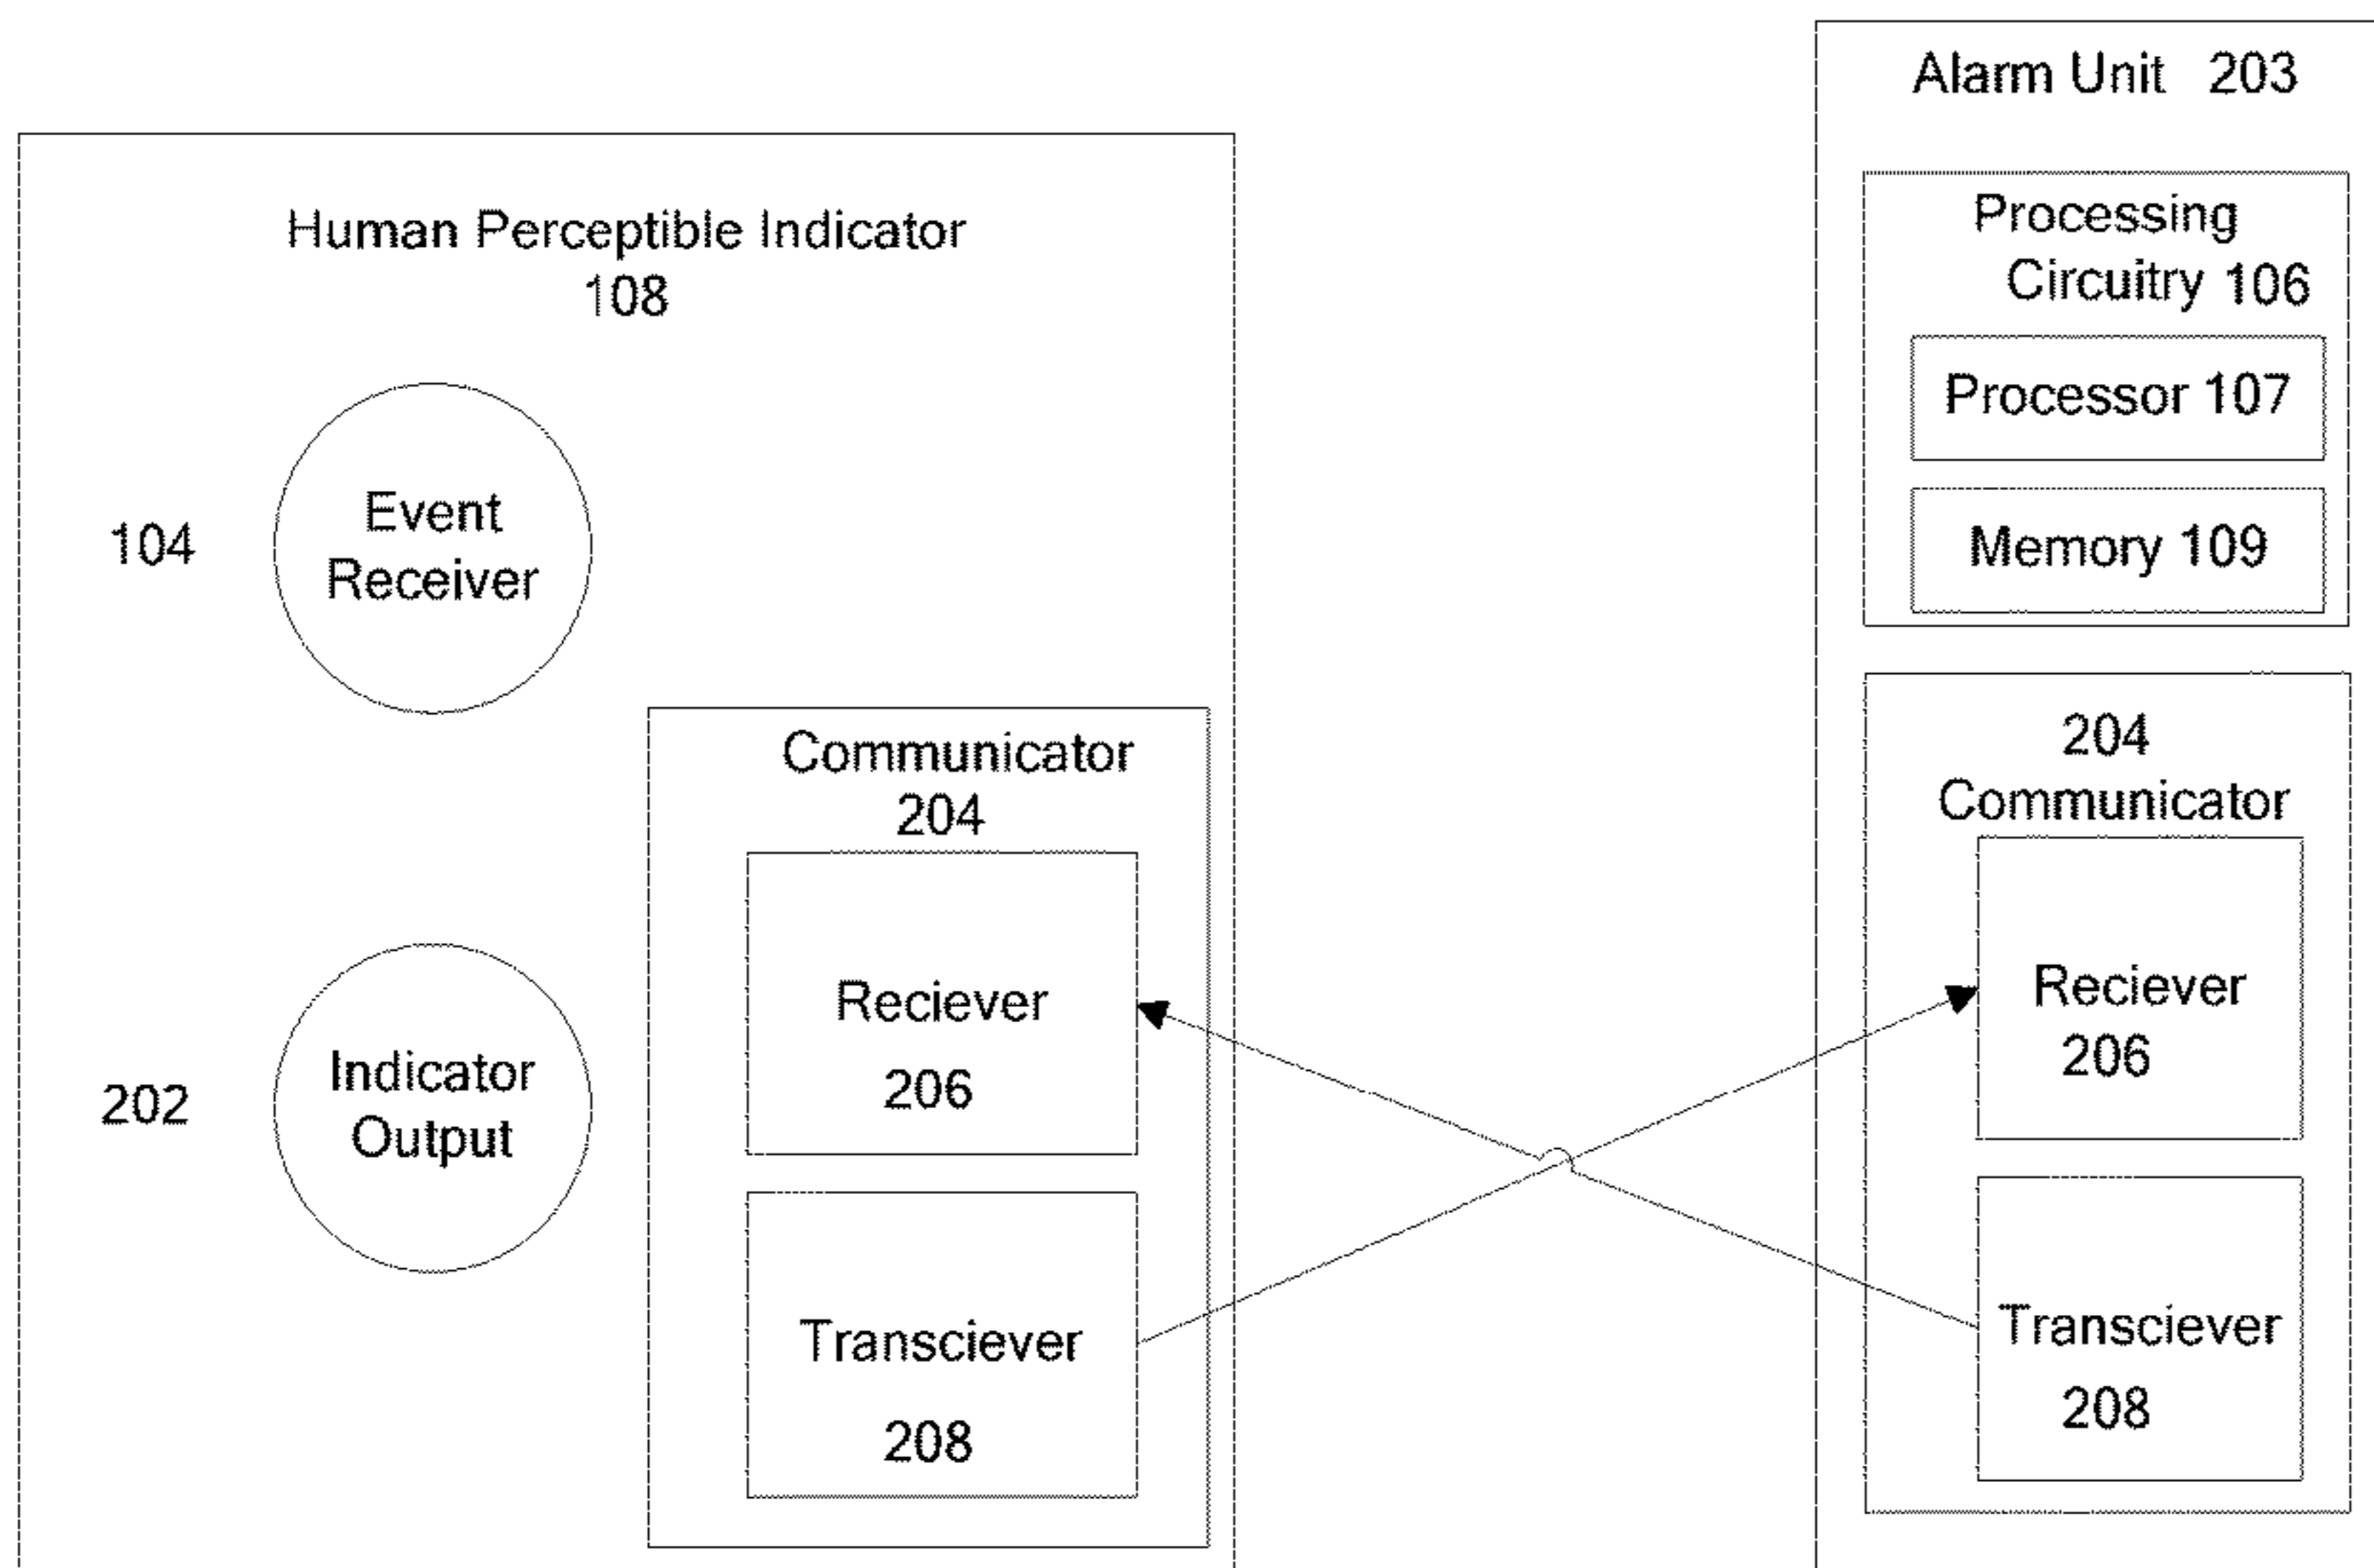 Human Perceptible Indicator
108
104
Event
Receiver
202
Indicator
Output
Communicator
204
Reciever
206
Transciever
208
Alarm Unit 203
Processing
Circuitry 106
Processor 107
Memory 109
204
Communicator
Reciever
206
Transciever
208